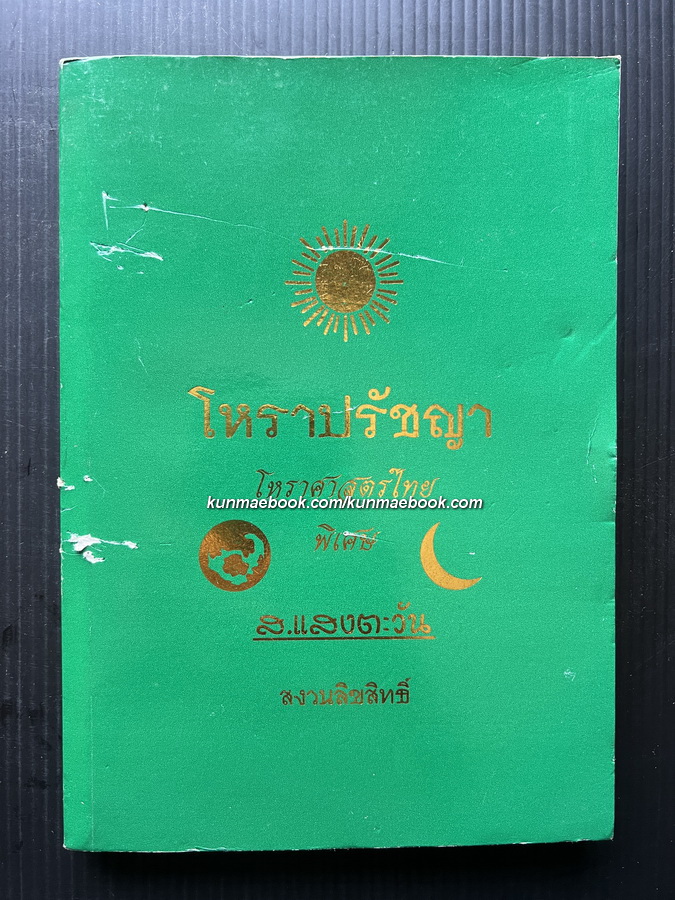 โหราปรัชญา
โหราศาสตรไทย
kunmaebook.com/kunmaebook.com
พิเศษ
ส.แสงตะวัน
สงวนลิขสิทธิ์